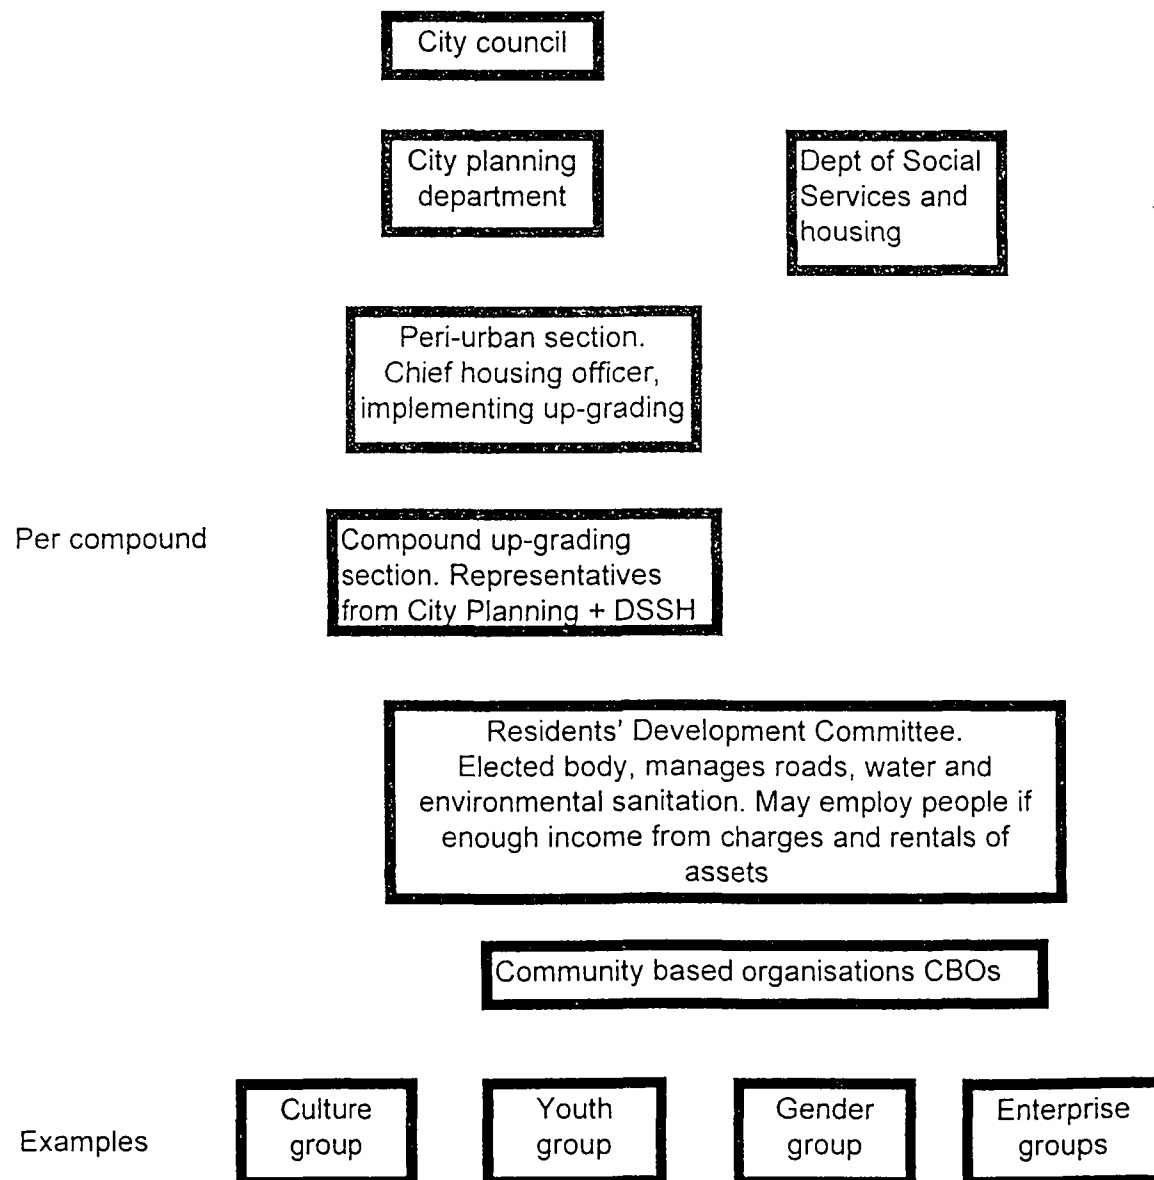 City council
City planning
department
Dept of Social
Services and
housing
Peri-urban section.
Chief housing officer,
implementing up-grading
Per compound
Compound up-grading
section. Representatives
from City Planning + DSSH
Residents' Development Committee.
Elected body, manages roads, water and
environmental sanitation. May employ people if
enough income from charges and rentals of
assets
Community based organisations CBOs
Examples
Culture
group
Youth
group
Gender
group
Enterprise
groups